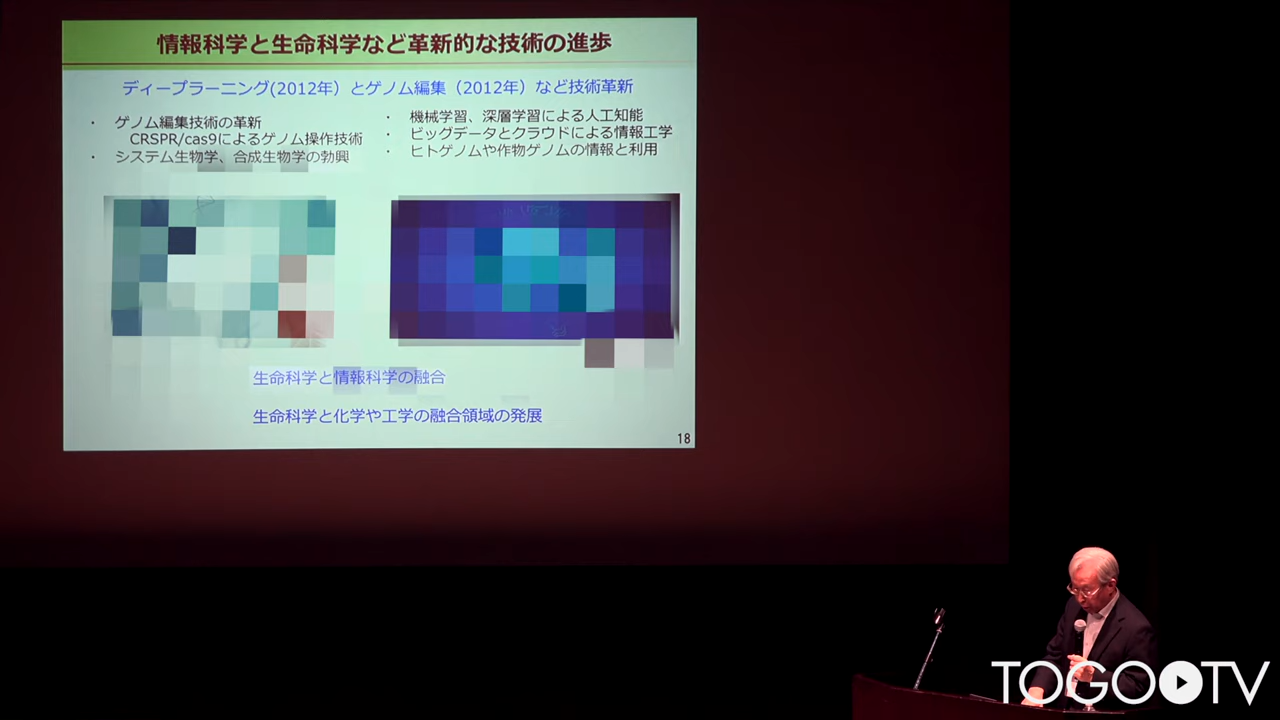 情報科学と生命科学など革新的な技術の進歩
ディープラーニング(2012年）とゲノム編集（2012年）など技術革新
・ ゲノム編集技術の革新
CRSPR/cas9によるゲノム操作技術
・ システム生物学、合成生物学の勃興
・ 機械学習、深層学習による人工知能
・ ビッグデータとクラウドによる情報工学
・ ヒトゲノムや作物ゲノムの情報と利用
生命科学と情報科学の融合
生命科学と化学や工学の融合領域の発展
18
TOGOTV